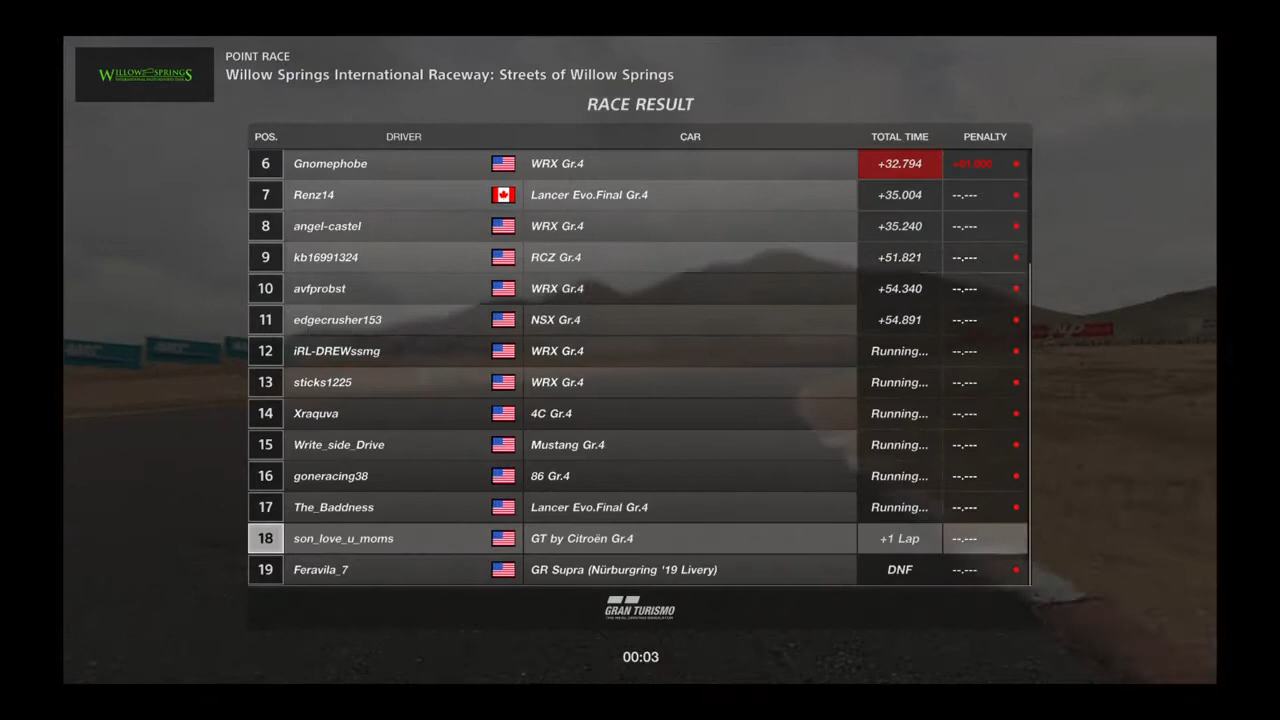 WILLOW SPRINGS
POINT RACE
Willow Springs International Raceway: Streets of Willow Springs
RACE RESULT
POS. DRIVER CAR TOTAL TIME PENALTY
6 Gnomephobe WRX Gr.4 +32.794 +01.000
7 Renz14 Lancer Evo.Final Gr.4 +35.004 --.---
8 angel-castel WRX Gr.4 +35.240 --.---
9 kb16991324 RCZ Gr.4 +51.821 --.---
10 avfprobst WRX Gr.4 +54.340 --.---
11 edgecrusher153 NSX Gr.4 +54.891 --.---
12 iRL-DREWssmg WRX Gr.4 Running... --.---
13 sticks1225 WRX Gr.4 Running... --.---
14 Xraquva 4C Gr.4 Running... --.---
15 Write_side_Drive Mustang Gr.4 Running... --.---
16 goneracing38 86 Gr.4 Running... --.---
17 The_Baddness Lancer Evo.Final Gr.4 Running... --.---
18 son_love_u_moms GT by Citroën Gr.4 +1 Lap --.---
19 Feravila_7 GR Supra (Nürburgring '19 Livery) DNF --.---
GRAN TURISMO
THE REAL DRIVING SIMULATOR
00:03